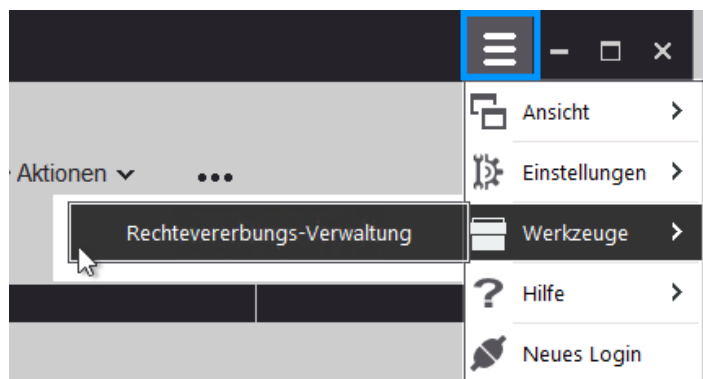 Ansicht
Aktionen
Einstellungen
Rechtevererbungs-Verwaltung
Werkzeuge
Hilfe
Neues Login